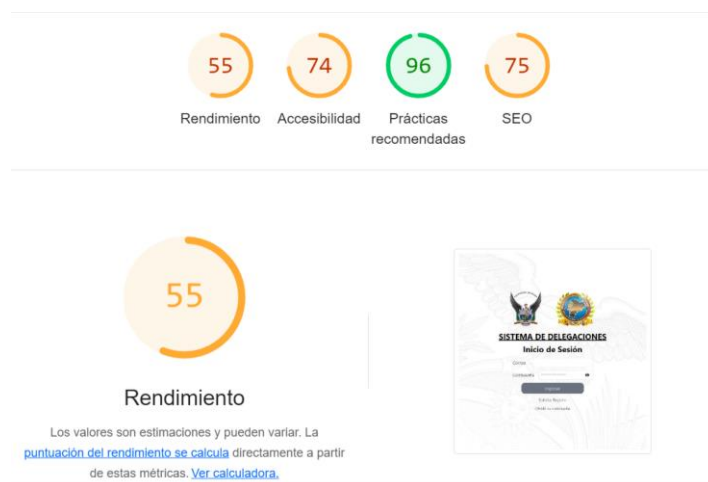 55
74
96
75
Rendimiento
Accesibilidad
Prácticas
recomendadas
SEO
55
Rendimiento
Los valores son estimaciones y pueden variar. La
puntuación del rendimiento se calcula directamente a partir
de estas métricas. Ver calculadora.
SISTEMA DE DELEGACIONES
Inicio de Sesión